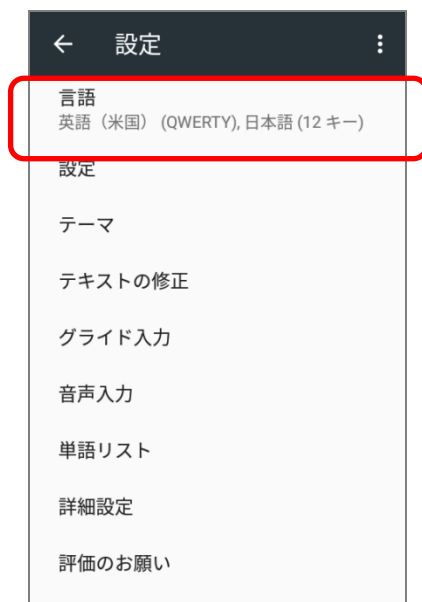 設定
言語
英語（米国） (QWERTY), 日本語 (12 キー)
設定
テーマ
テキストの修正
グライド入力
音声入力
単語リスト
詳細設定
評価のお願い